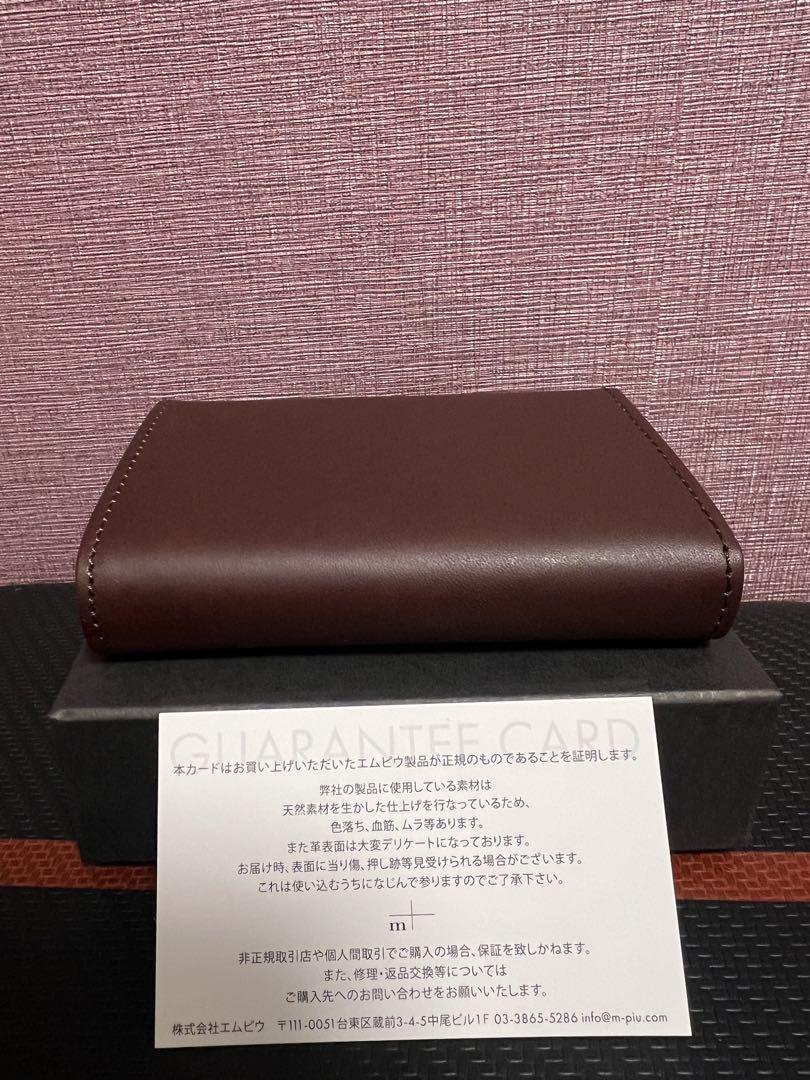 GUARANTEE CARD
本カードはお買い上げいただいたエムピウ製品が正規のものであることを証明します。
弊社の製品に使用している素材は
天然素材を生かした仕上げを行なっているため、
色落ち、血筋、ムラ等あります。
また革表面は大変デリケートになっております。
お届け時、表面に当り傷、押し跡等見受けられる場合がございます。
これは使い込むうちになじんで参りますのでご了承下さい。
m+
非正規取引店や個人間取引でご購入の場合、保証を致しかねます。
また、修理・返品交換等については
ご購入先へのお問い合わせをお願いいたします。
株式会社エムピウ 〒111-0051台東区蔵前3-4-5中尾ビル1F 03-3865-5286 info@m-piu.com